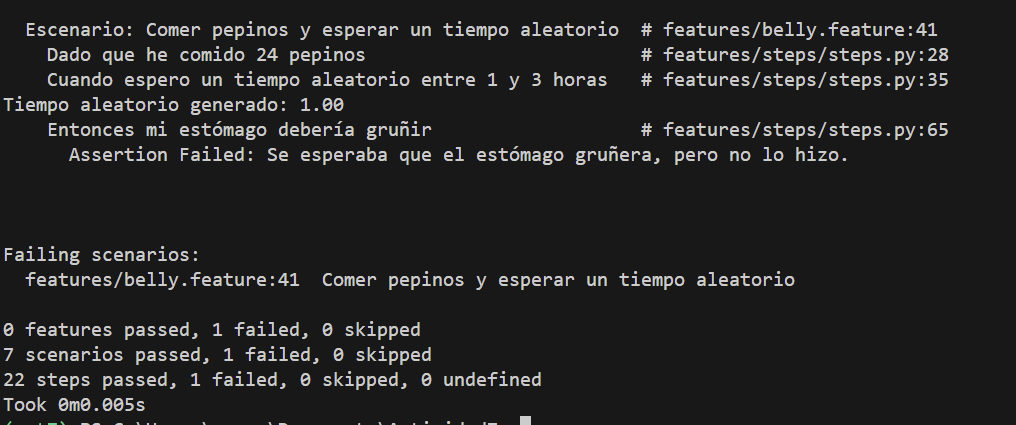 Escenario: Comer pepinos y esperar un tiempo aleatorio # features/belly.feature:41
Dado que he comido 24 pepinos # features/steps/steps.py:28
Cuando espero un tiempo aleatorio entre 1 y 3 horas # features/steps/steps.py:35
Tiempo aleatorio generado: 1.00
Entonces mi estómago debería gruñir # features/steps/steps.py:65
Assertion Failed: Se esperaba que el estómago gruñera, pero no lo hizo.
Failing scenarios:
features/belly.feature:41 Comer pepinos y esperar un tiempo aleatorio
0 features passed, 1 failed, 0 skipped
7 scenarios passed, 1 failed, 0 skipped
22 steps passed, 1 failed, 0 skipped, 0 undefined
Took 0m0.005s